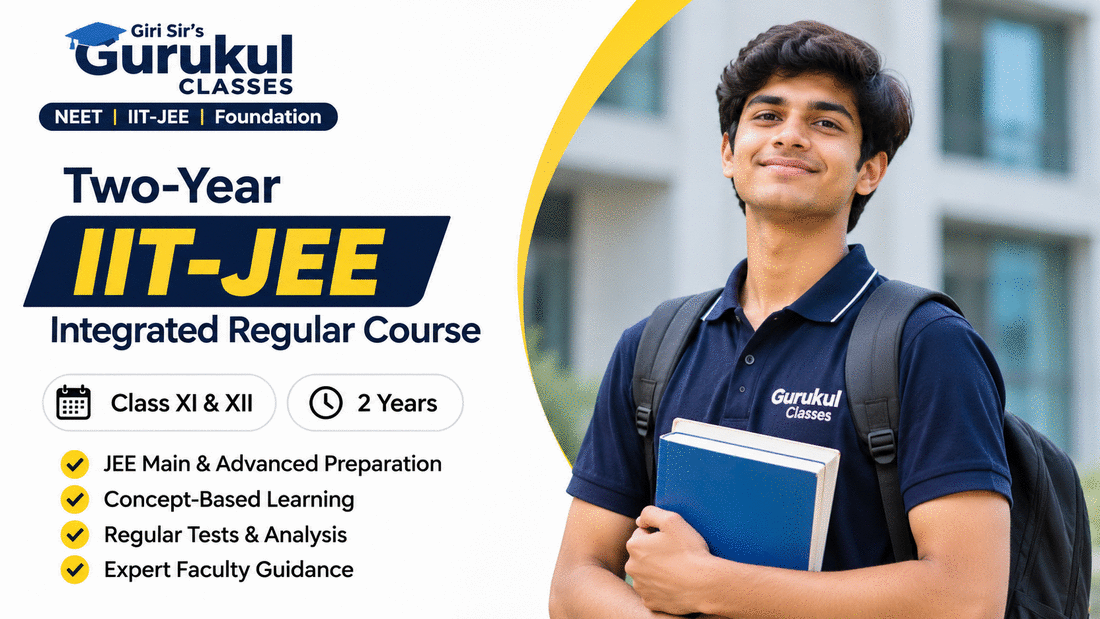 Giri Sir's
Gurukul
CLASSES
NEET | IIT-JEE | Foundation
Two-Year
IIT-JEE
Integrated Regular Course
Class XI & XII
2 Years
JEE Main & Advanced Preparation
Concept-Based Learning
Regular Tests & Analysis
Expert Faculty Guidance
Gurukul
Classes